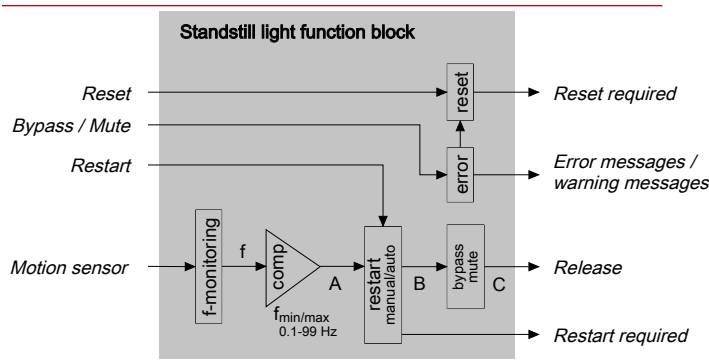 Standstill light function block
Reset
reset
Reset required
Bypass / Mute
Restart
error
Error messages /
warning messages
Motion sensor
f-monitoring
f
comp
fmin/max
0.1-99 Hz
A
restart
manual/auto
B
bypass
mute
C
Release
Restart required